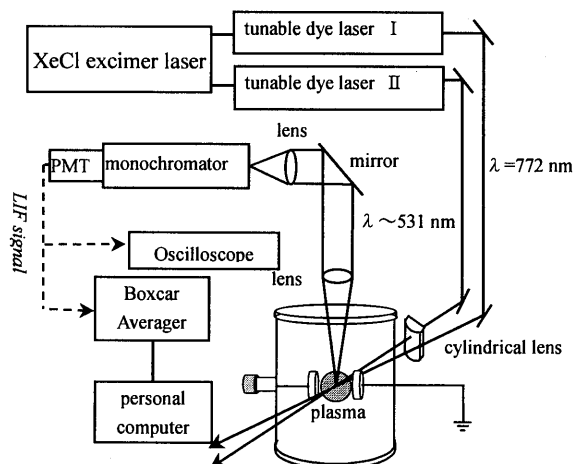 XeCl excimer laser
tunable dye laser I
tunable dye laser II
lens
PMT
monochromator
mirror
λ=772 nm
λ~531 nm
LIF signal
Oscilloscope
lens
Boxcar
Averager
cylindrical lens
personal
computer
plasma